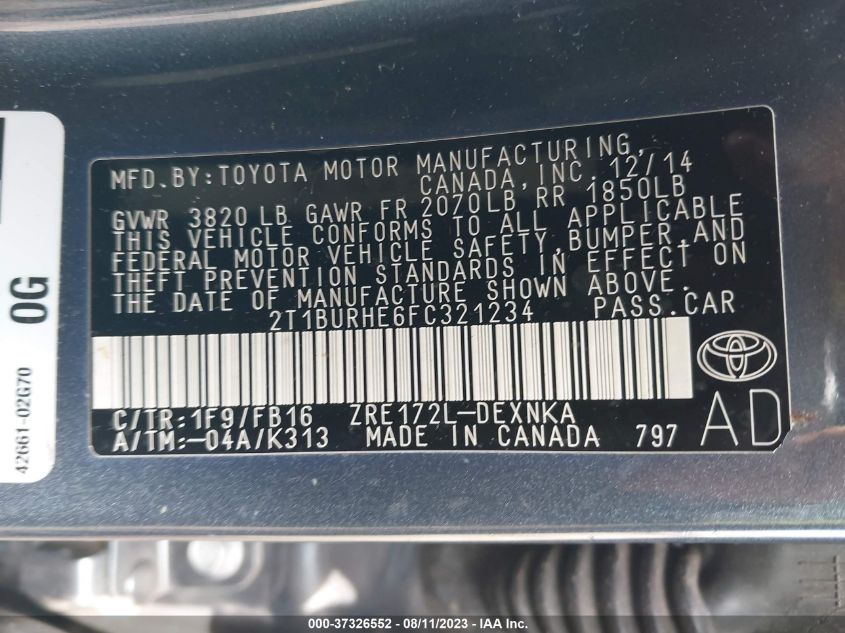 MFD.BY:TOYOTA MOTOR MANUFACTURING,
CANADA, INC. 12/14
GVWR 3820 LB GAWR FR 2070LB RR 1850LB
THIS VEHICLE CONFORMS TO ALL APPLICABLE
FEDERAL MOTOR VEHICLE SAFETY,BUMPER,AND
THEFT PREVENTION STANDARDS IN EFFECT ON
THE DATE OF MANUFACTURE SHOWN ABOVE.
2T1BURHE6FC321234 PASS.CAR
C/TR:1F9/FB16 ZRE172L-DEXNKA
A/TM:-04A/K313 MADE IN CANADA 797
AD
0G
42661-02G70
000-37326552 - 08/11/2023 - IAA Inc.